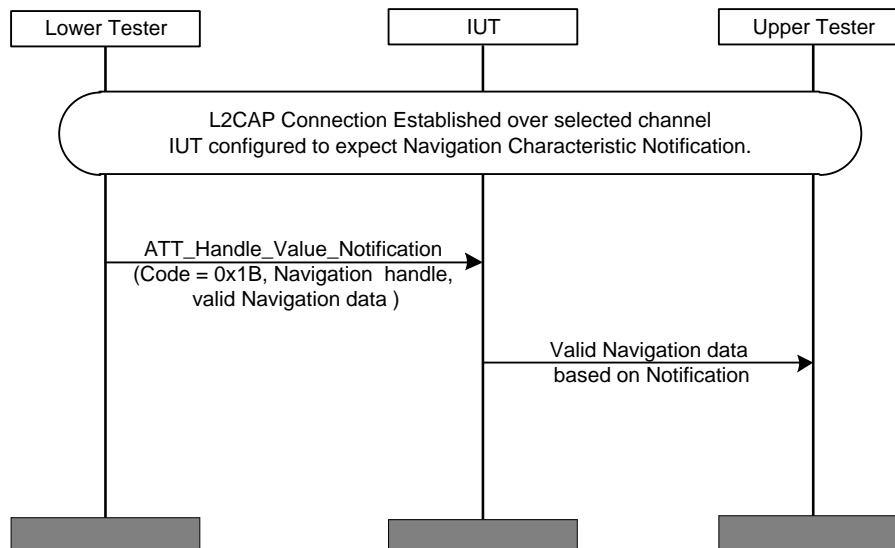 Lower Tester
IUT
Upper Tester
L2CAP Connection Established over selected channel
IUT configured to expect Navigation Characteristic Notification.
ATT_Handle_Value_Notification
(Code = 0x1B, Navigation handle,
valid Navigation data )
Valid Navigation data
based on Notification